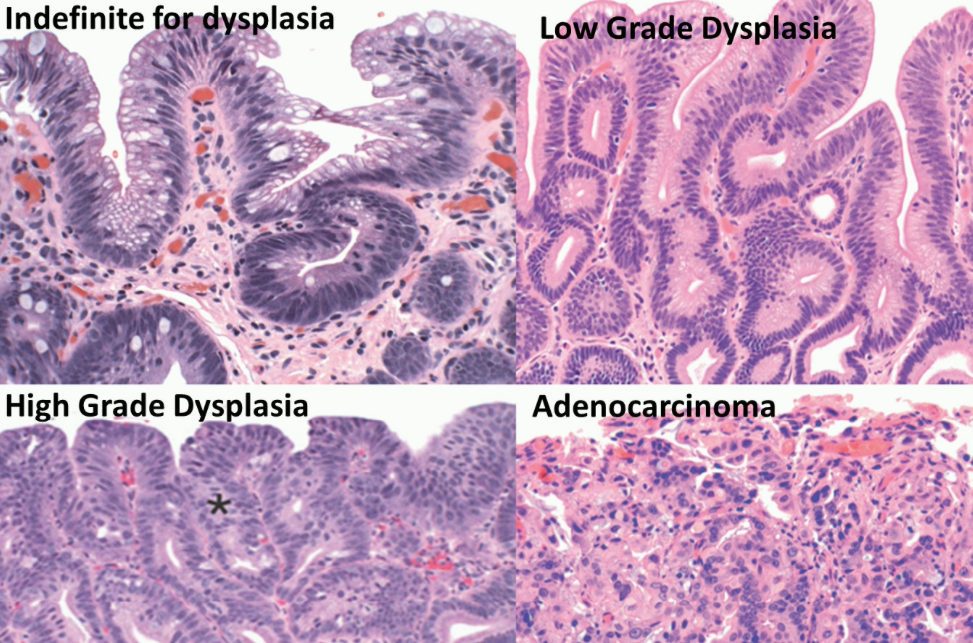 Indefinite for dysplasia
Low Grade Dysplasia
High Grade Dysplasia
*
Adenocarcinoma